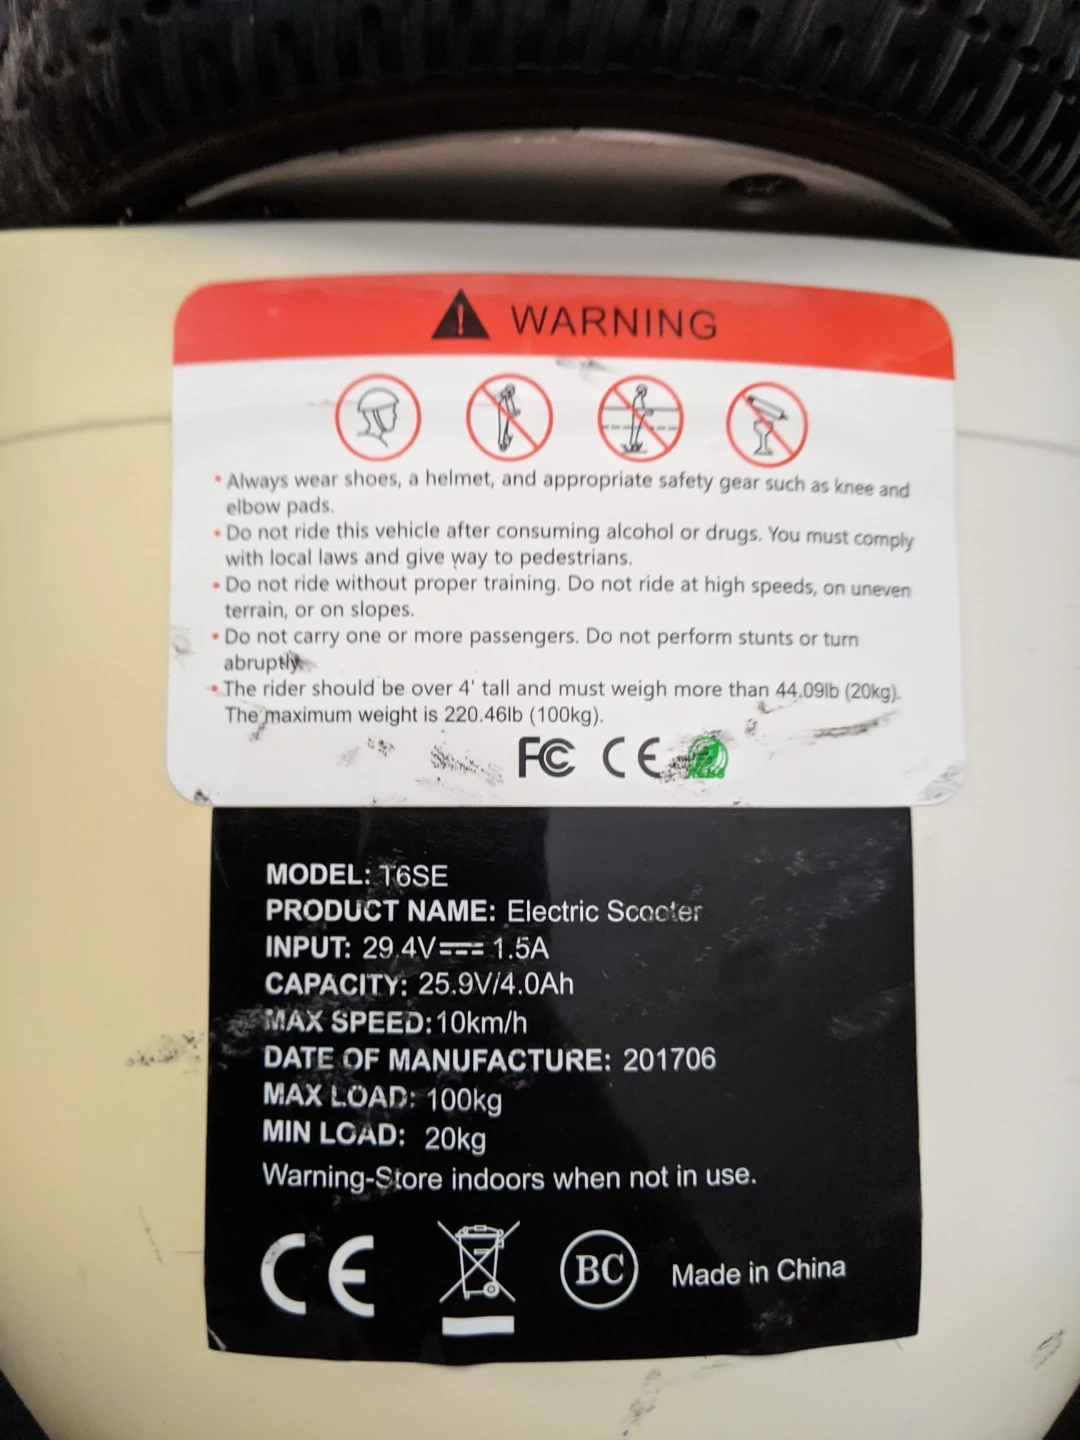 WARNING
• Always wear shoes, a helmet, and appropriate safety gear such as knee and
elbow pads.
• Do not ride this vehicle after consuming alcohol or drugs. You must comply
with local laws and give way to pedestrians.
• Do not ride without proper training. Do not ride at high speeds, on uneven
terrain, or on slopes.
• Do not carry one or more passengers. Do not perform stunts or turn
abruptly.
• The rider should be over 4' tall and must weigh more than 44.09lb (20kg).
The maximum weight is 220.46lb (100kg).
FC CE RoHS
MODEL: T6SE
PRODUCT NAME: Electric Scooter
INPUT: 29.4V⎓1.5A
CAPACITY: 25.9V/4.0Ah
MAX SPEED:10km/h
DATE OF MANUFACTURE: 201706
MAX LOAD: 100kg
MIN LOAD: 20kg
Warning-Store indoors when not in use.
CE BC Made in China